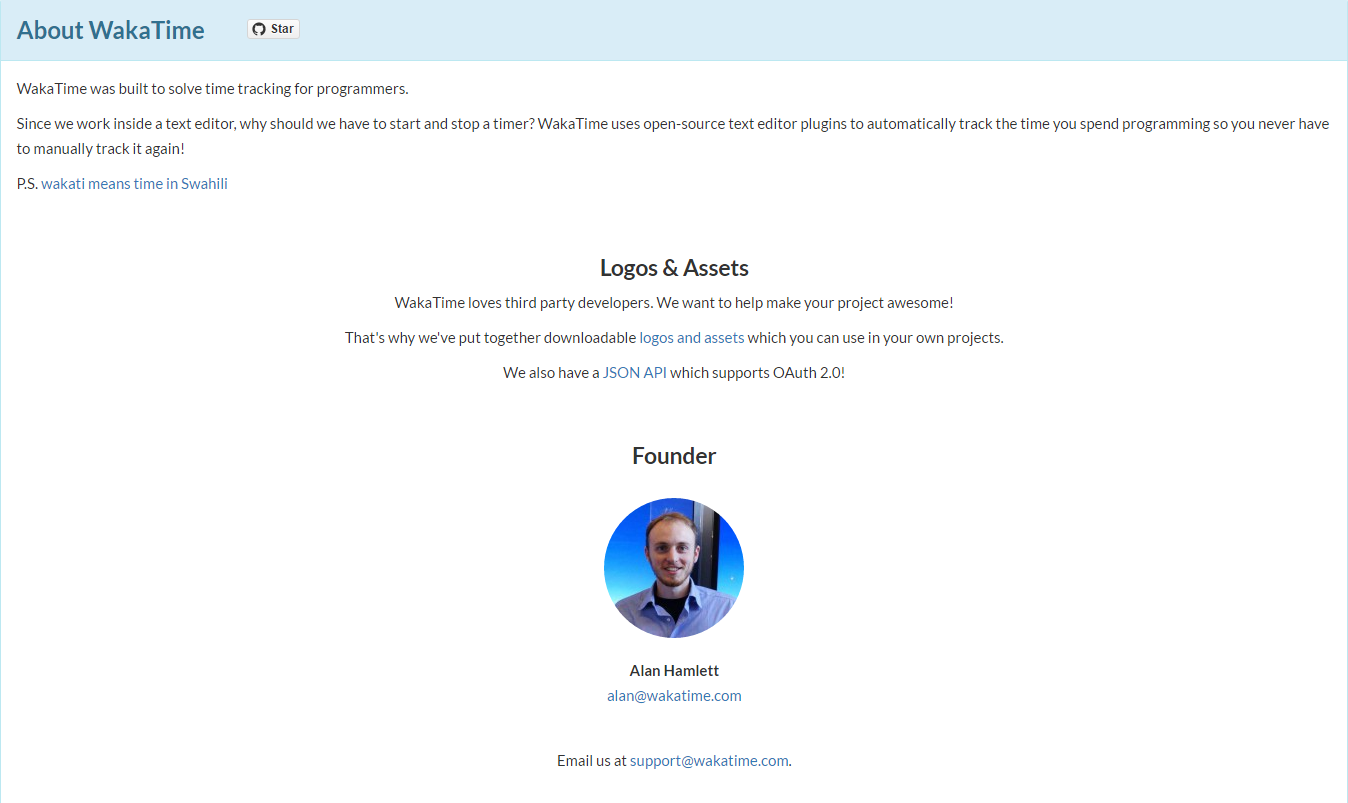 About WakaTime
Star
WakaTime was built to solve time tracking for programmers.
Since we work inside a text editor, why should we have to start and stop a timer? WakaTime uses open-source text editor plugins to automatically track the time you spend programming so you never have
to manually track it again!
P.S. wakati means time in Swahili
Logos & Assets
WakaTime loves third party developers. We want to help make your project awesome!
That's why we've put together downloadable logos and assets which you can use in your own projects.
We also have a JSON API which supports OAuth 2.0!
Founder
Alan Hamlett
alan@wakatime.com
Email us at support@wakatime.com.